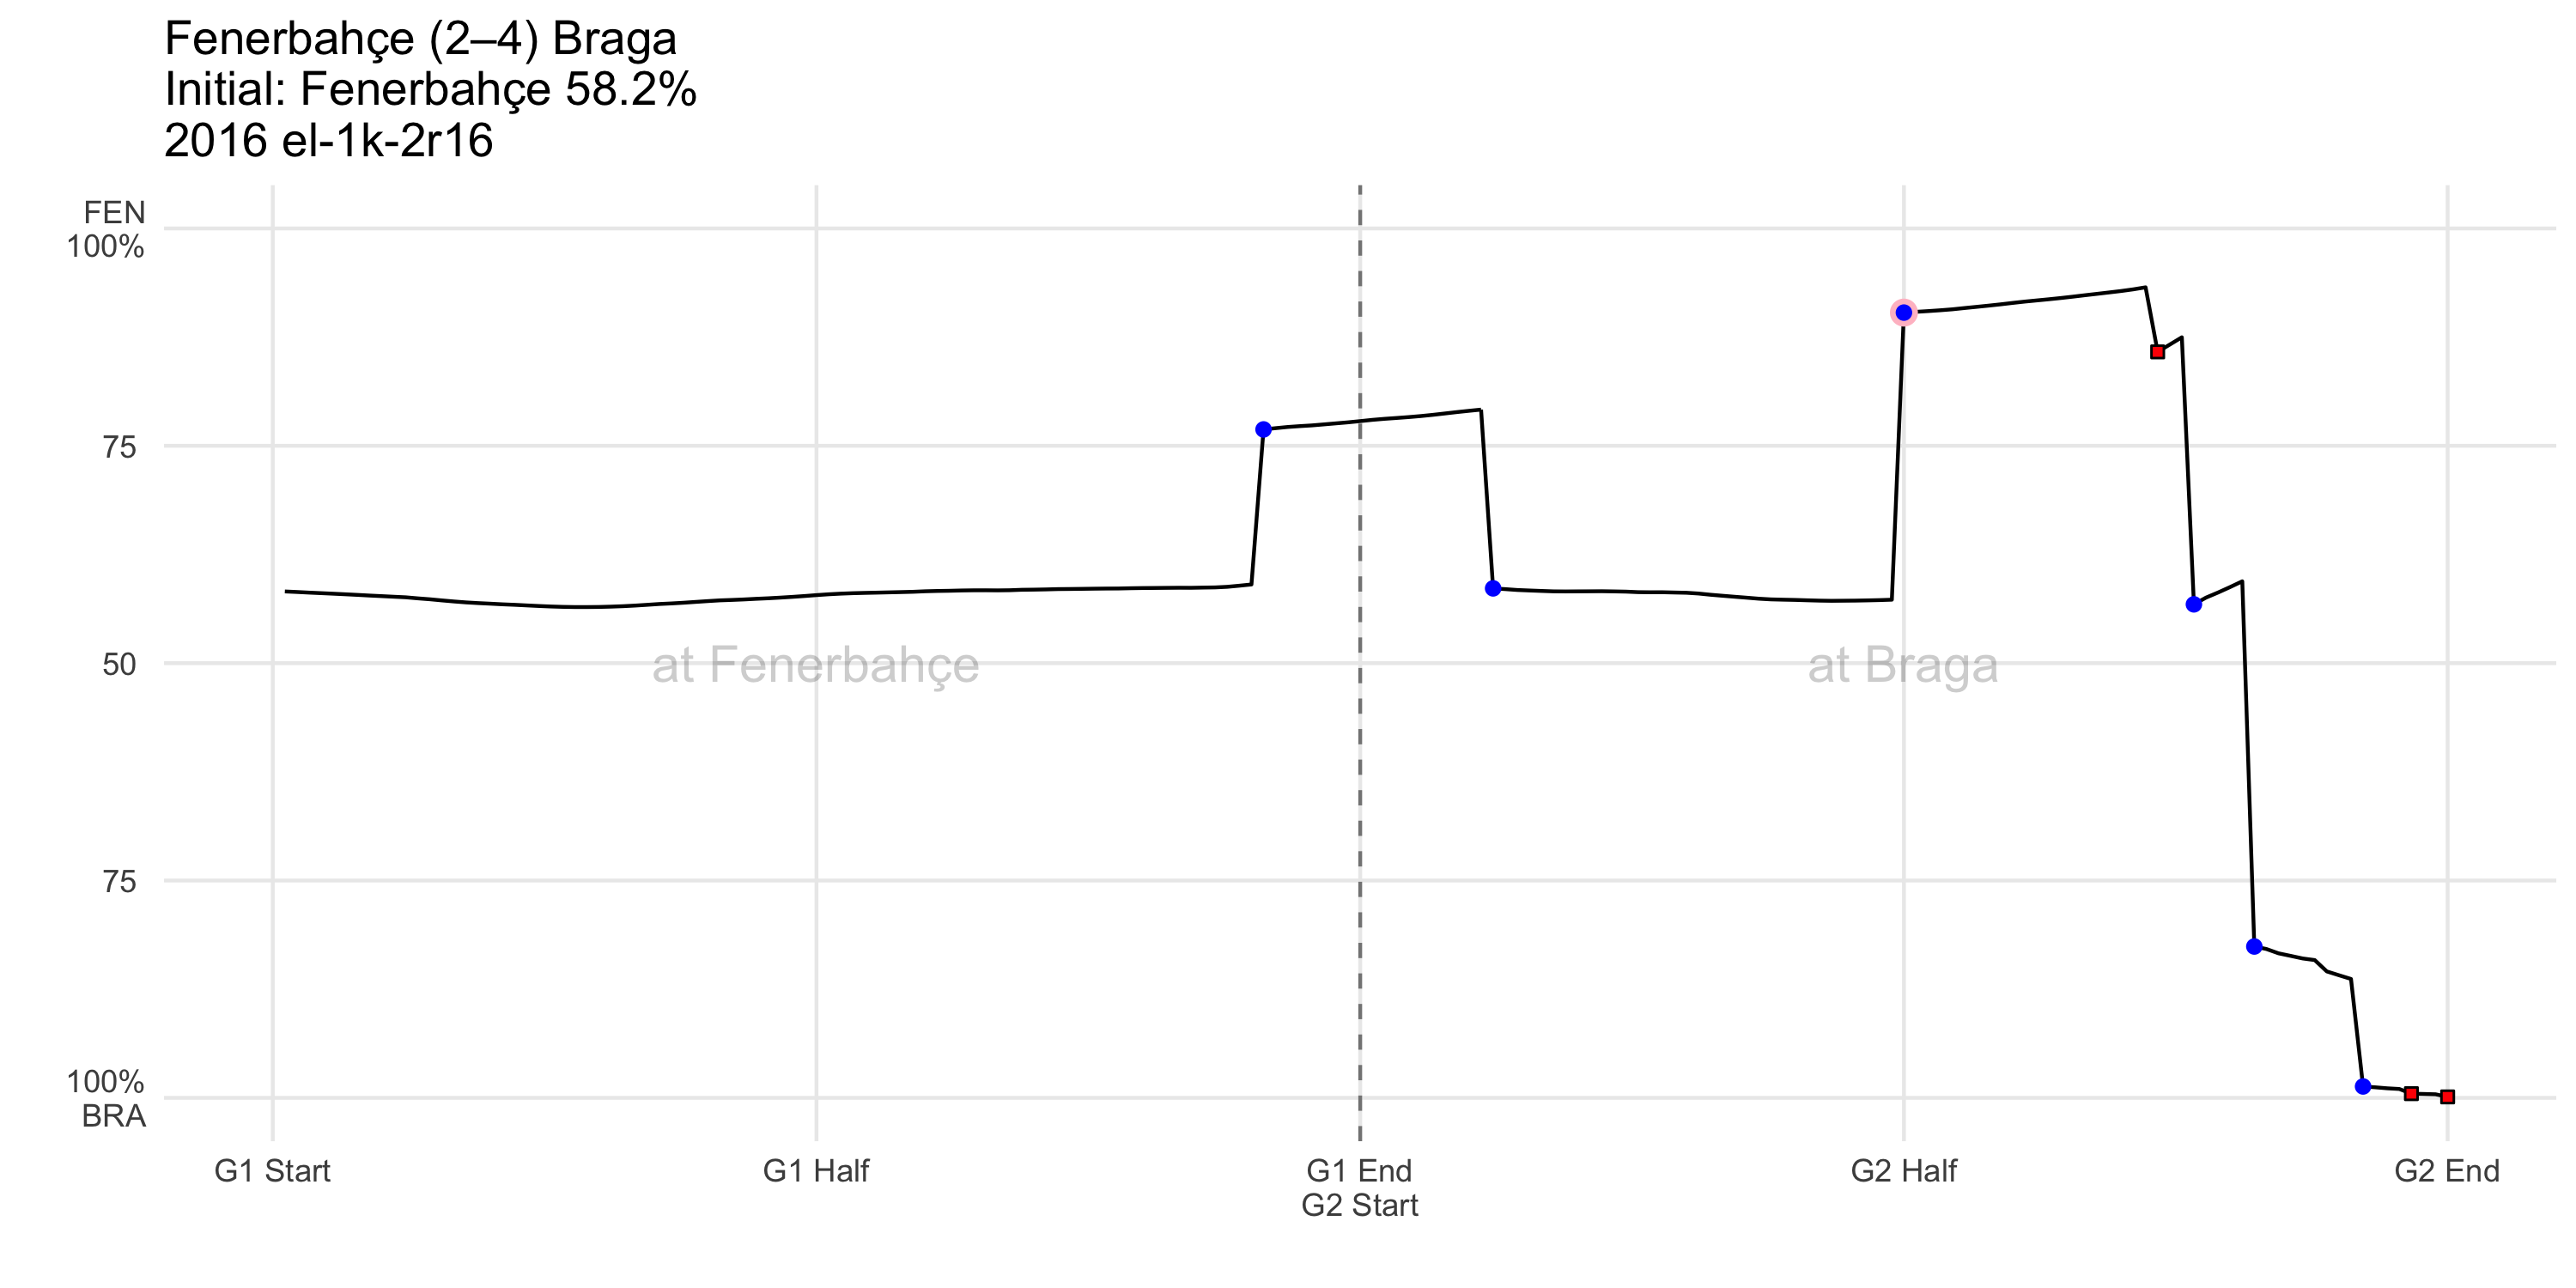 Fenerbahçe (2–4) Braga
Initial: Fenerbahçe 58.2%
2016 el-1k-2r16
FEN
100%
75
50
75
100%
BRA
at Fenerbahçe
at Braga
G1 Start
G1 Half
G1 End
G2 Start
G2 Half
G2 End